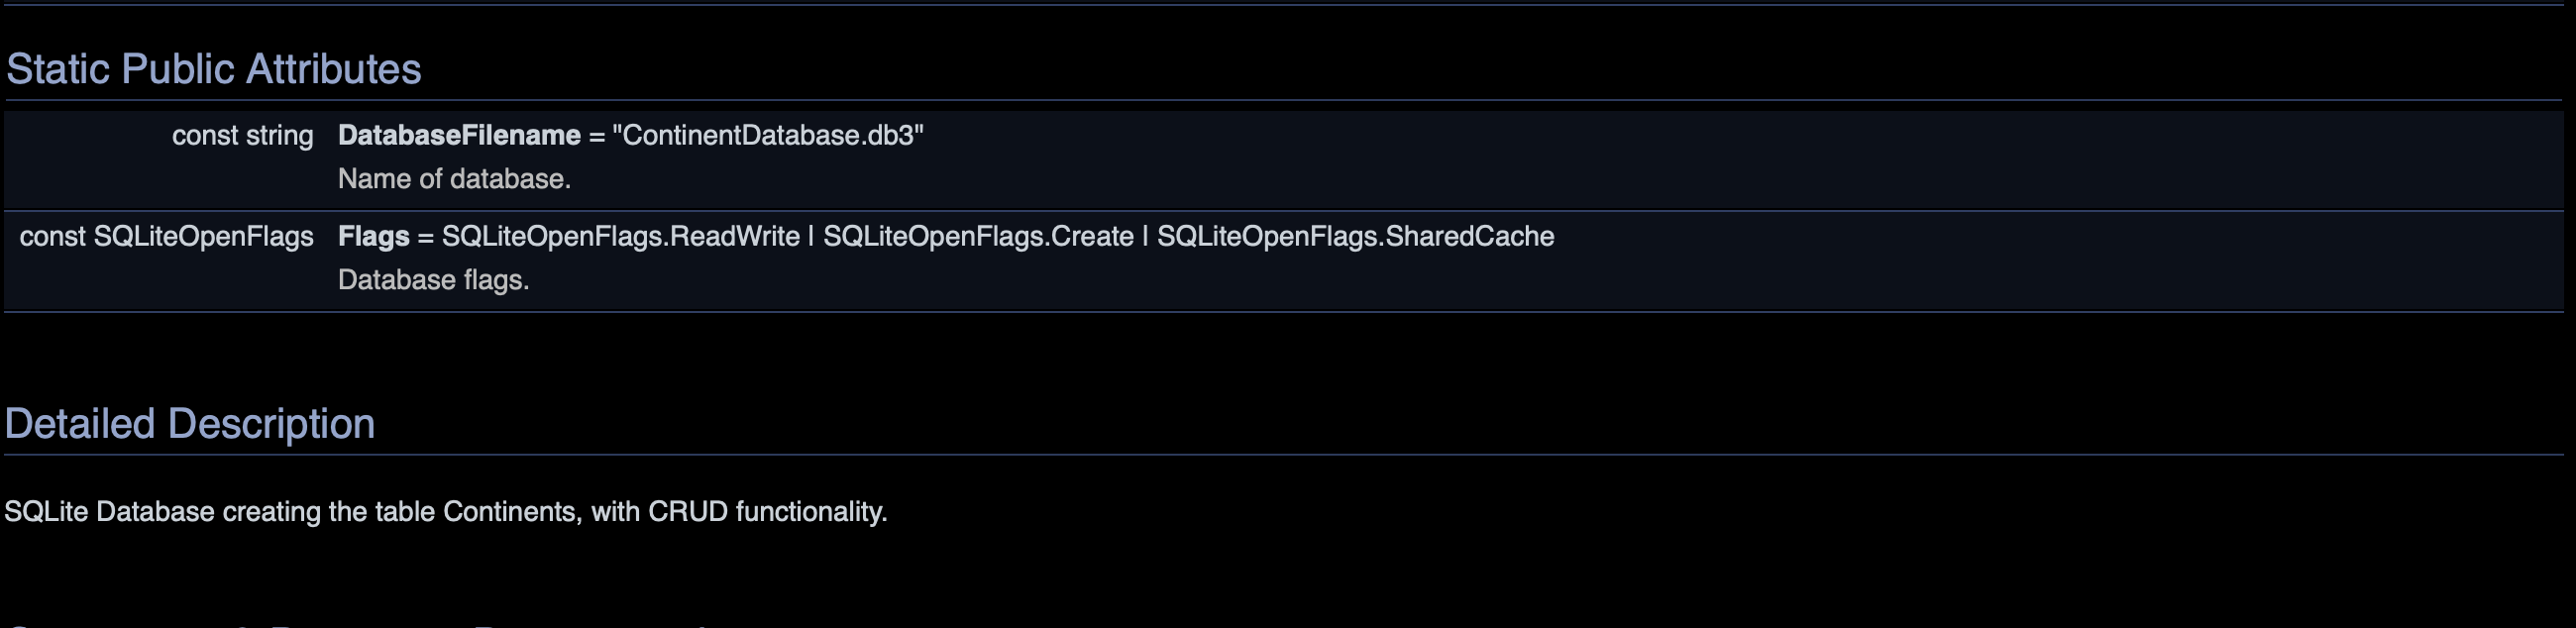 Static Public Attributes
const string DatabaseFilename = "ContinentDatabase.db3"
Name of database.
const SQLiteOpenFlags Flags = SQLiteOpenFlags.ReadWrite | SQLiteOpenFlags.Create | SQLiteOpenFlags.SharedCache
Database flags.
Detailed Description
SQLite Database creating the table Continents, with CRUD functionality.